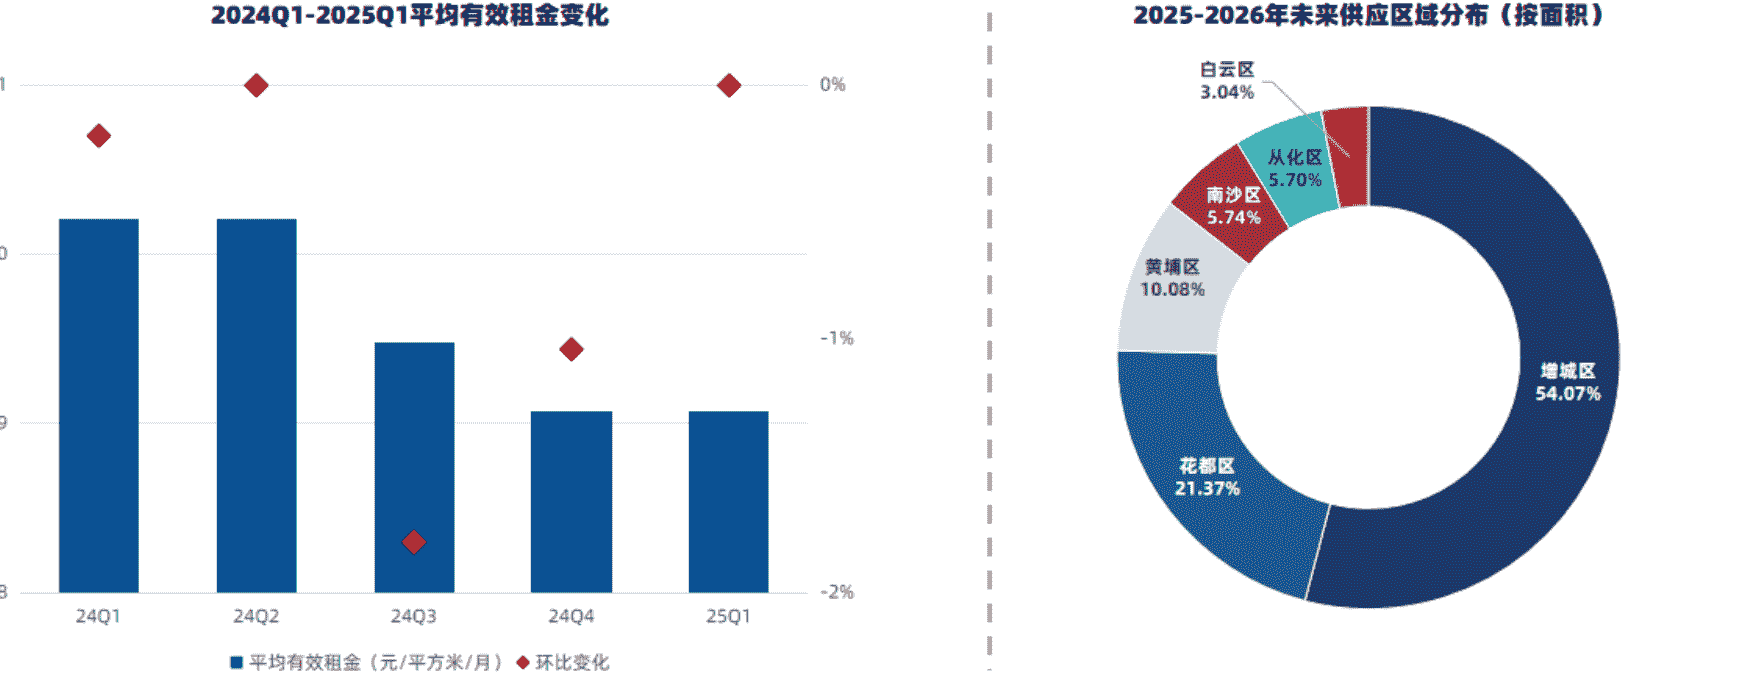 2024Q1-2025Q1平均有效租金变化
0%
-1%
-2%
24Q1
24Q2
24Q3
24Q4
25Q1
平均有效租金（元/平方米/月）
环比变化
2025-2026年未来供应区域分布（按面积）
白云区
3.04%
从化区
5.70%
南沙区
5.74%
黄埔区
10.08%
增城区
54.07%
花都区
21.37%